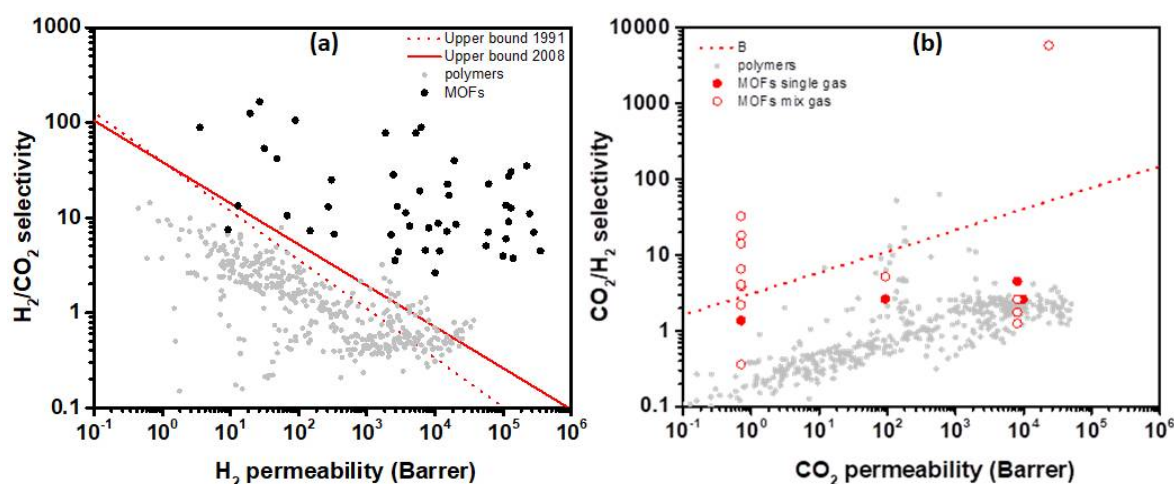 (a)
Upper bound 1991
Upper bound 2008
polymers
MOFs
1000
100
10
1
0.1
H₂/CO₂ selectivity
10⁻¹ 10⁰ 10¹ 10² 10³ 10⁴ 10⁵ 10⁶
H₂ permeability (Barrer)
(b)
B
polymers
MOFs single gas
MOFs mix gas
10000
1000
100
10
1
0.1
CO₂/H₂ selectivity
10⁻¹ 10⁰ 10¹ 10² 10³ 10⁴ 10⁵ 10⁶
CO₂ permeability (Barrer)